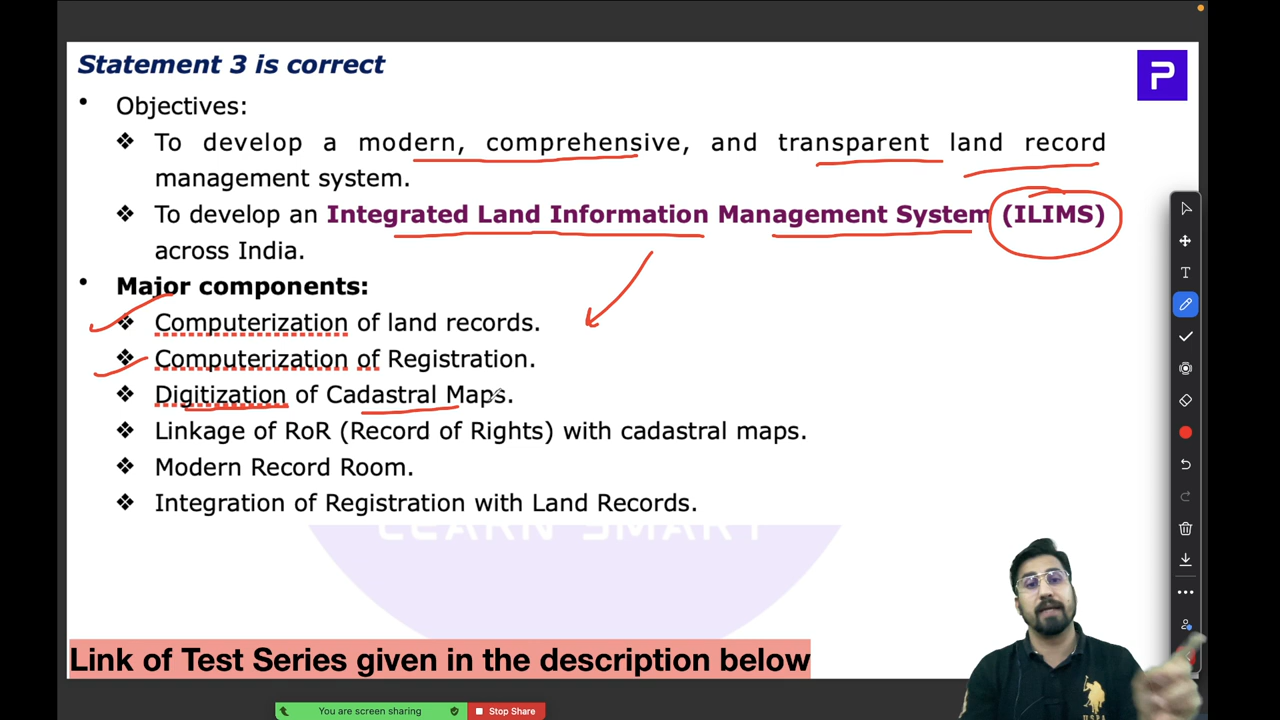 Statement 3 is correct
P
• Objectives:
❖ To develop a modern, comprehensive, and transparent land record
management system.
❖ To develop an Integrated Land Information Management System (ILIMS)
across India.
• Major components:
❖ Computerization of land records.
❖ Computerization of Registration.
❖ Digitization of Cadastral Maps.
❖ Linkage of RoR (Record of Rights) with cadastral maps.
❖ Modern Record Room.
❖ Integration of Registration with Land Records.
LEARN SMART
Link of Test Series given in the description below
You are screen sharing
Stop Share
T